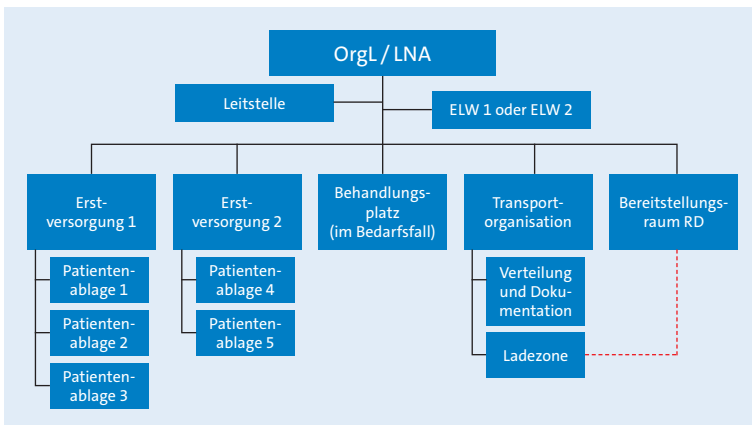 OrgL / LNA
Leitstelle
ELW 1 oder ELW 2
Erst-
versorgung 1
Erst-
versorgung 2
Behandlungs-
platz
(im Bedarfsfall)
Transport-
organisation
Bereitstellungs-
raum RD
Patienten-
ablage 1
Patienten-
ablage 2
Patienten-
ablage 3
Patienten-
ablage 4
Patienten-
ablage 5
Verteilung
und Doku-
mentation
Ladezone